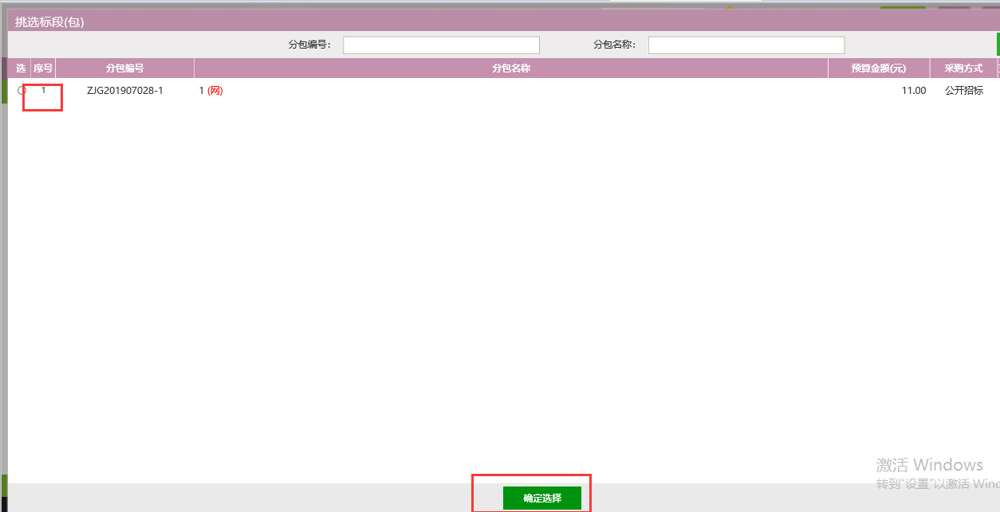 挑选标段(包)
分包编号： 分包名称：
选 序号 分包编号 分包名称 预算金额(元) 采购方式
1 ZJG201907028-1 1 (网) 11.00 公开招标
激活 Windows
转到"设置"以激活 Winc
确定选择